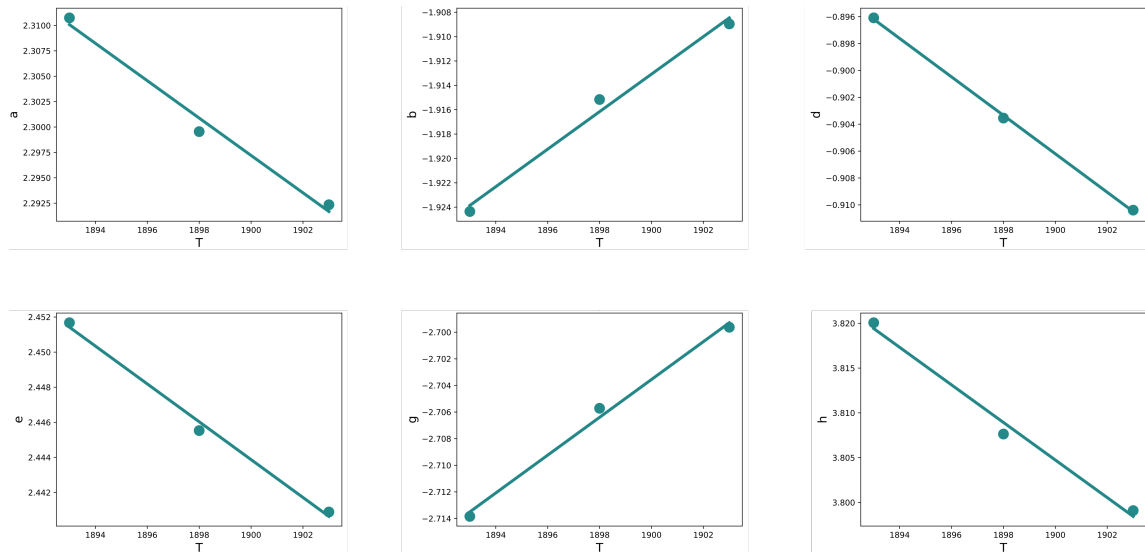 a
2.3100
2.3075
2.3050
2.3025
2.3000
2.2975
2.2950
2.2925
1894 1896 1898 1900 1902
T
b
−1.908
−1.910
−1.912
−1.914
−1.916
−1.918
−1.920
−1.922
−1.924
1894 1896 1898 1900 1902
T
d
−0.896
−0.898
−0.900
−0.902
−0.904
−0.906
−0.908
−0.910
1894 1896 1898 1900 1902
T
e
2.452
2.450
2.448
2.446
2.444
2.442
1894 1896 1898 1900 1902
T
g
−2.700
−2.702
−2.704
−2.706
−2.708
−2.710
−2.712
−2.714
1894 1896 1898 1900 1902
T
h
3.820
3.815
3.810
3.805
3.800
1894 1896 1898 1900 1902
T